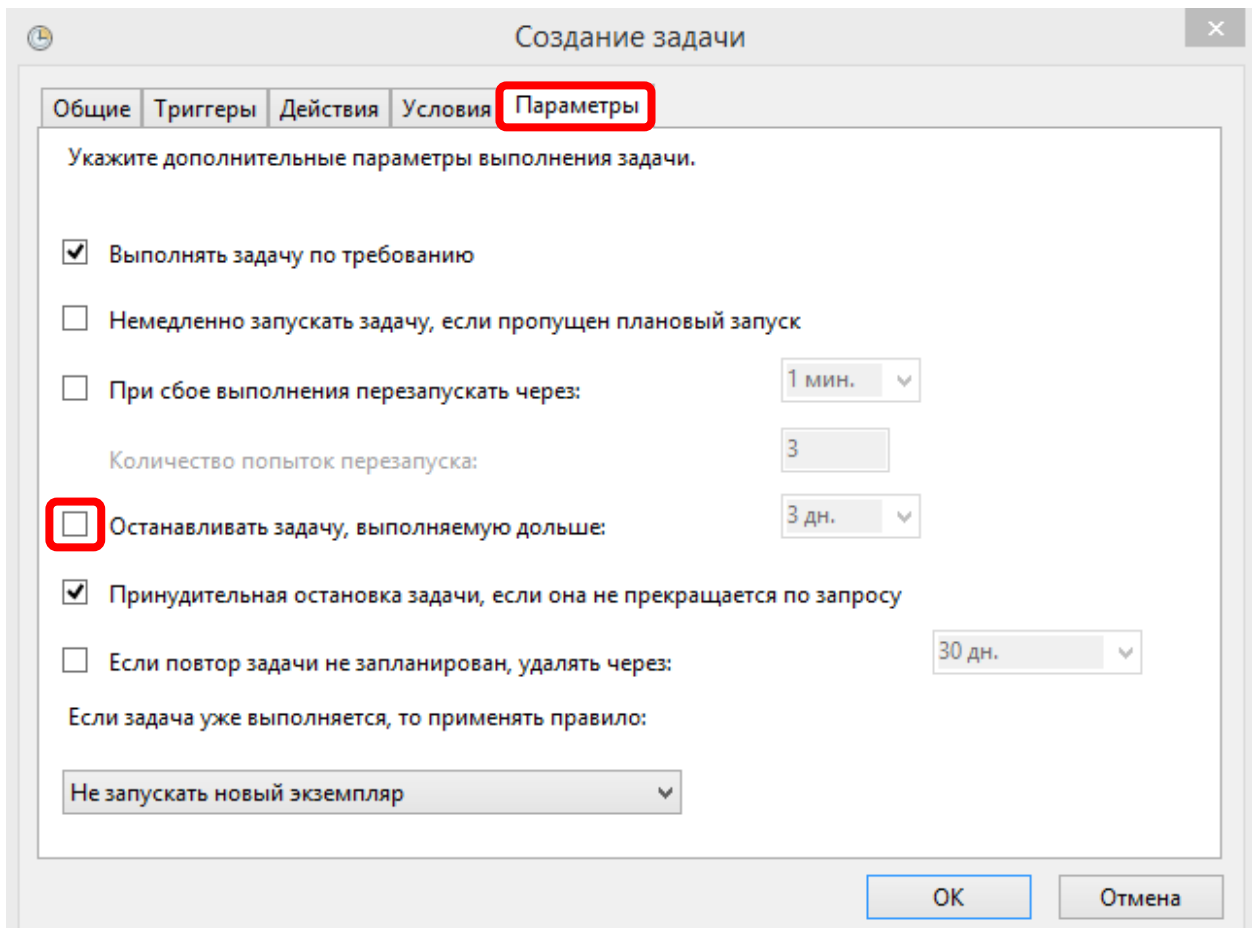 Создание задачи
Общие Триггеры Действия Условия Параметры
Укажите дополнительные параметры выполнения задачи.
Выполнять задачу по требованию
Немедленно запускать задачу, если пропущен плановый запуск
При сбое выполнения перезапускать через: 1 мин.
Количество попыток перезапуска: 3
Останавливать задачу, выполняемую дольше: 3 дн.
Принудительная остановка задачи, если она не прекращается по запросу
Если повтор задачи не запланирован, удалять через: 30 дн.
Если задача уже выполняется, то применять правило:
Не запускать новый экземпляр
ОК Отмена